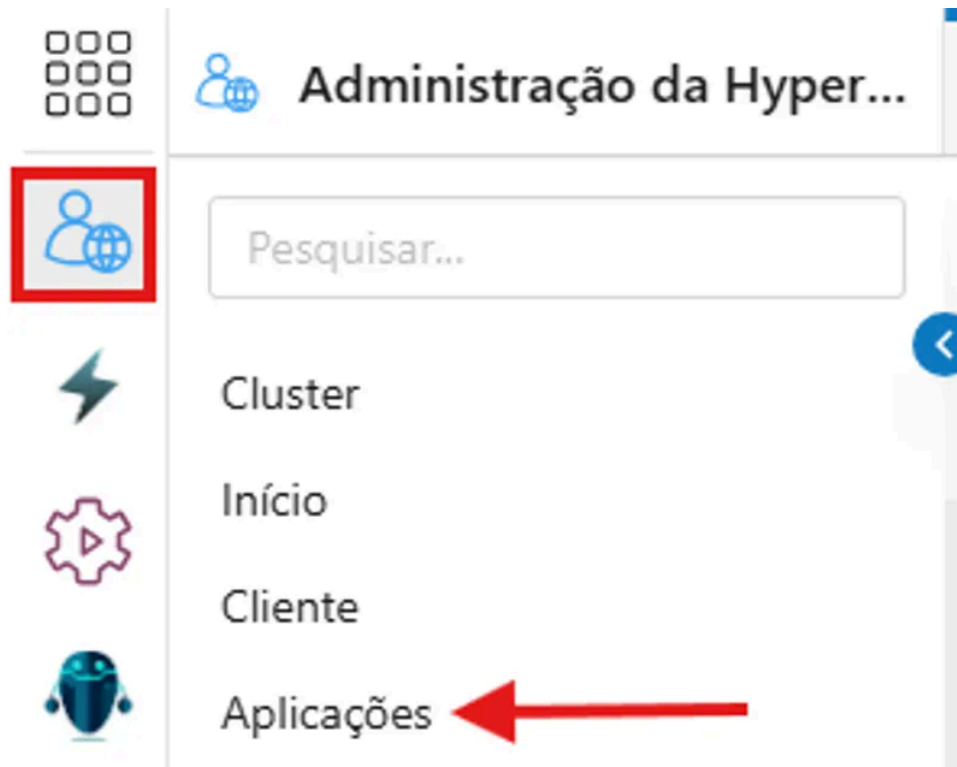 Administração da Hyper...
Pesquisar...
Cluster
Início
Cliente
Aplicações